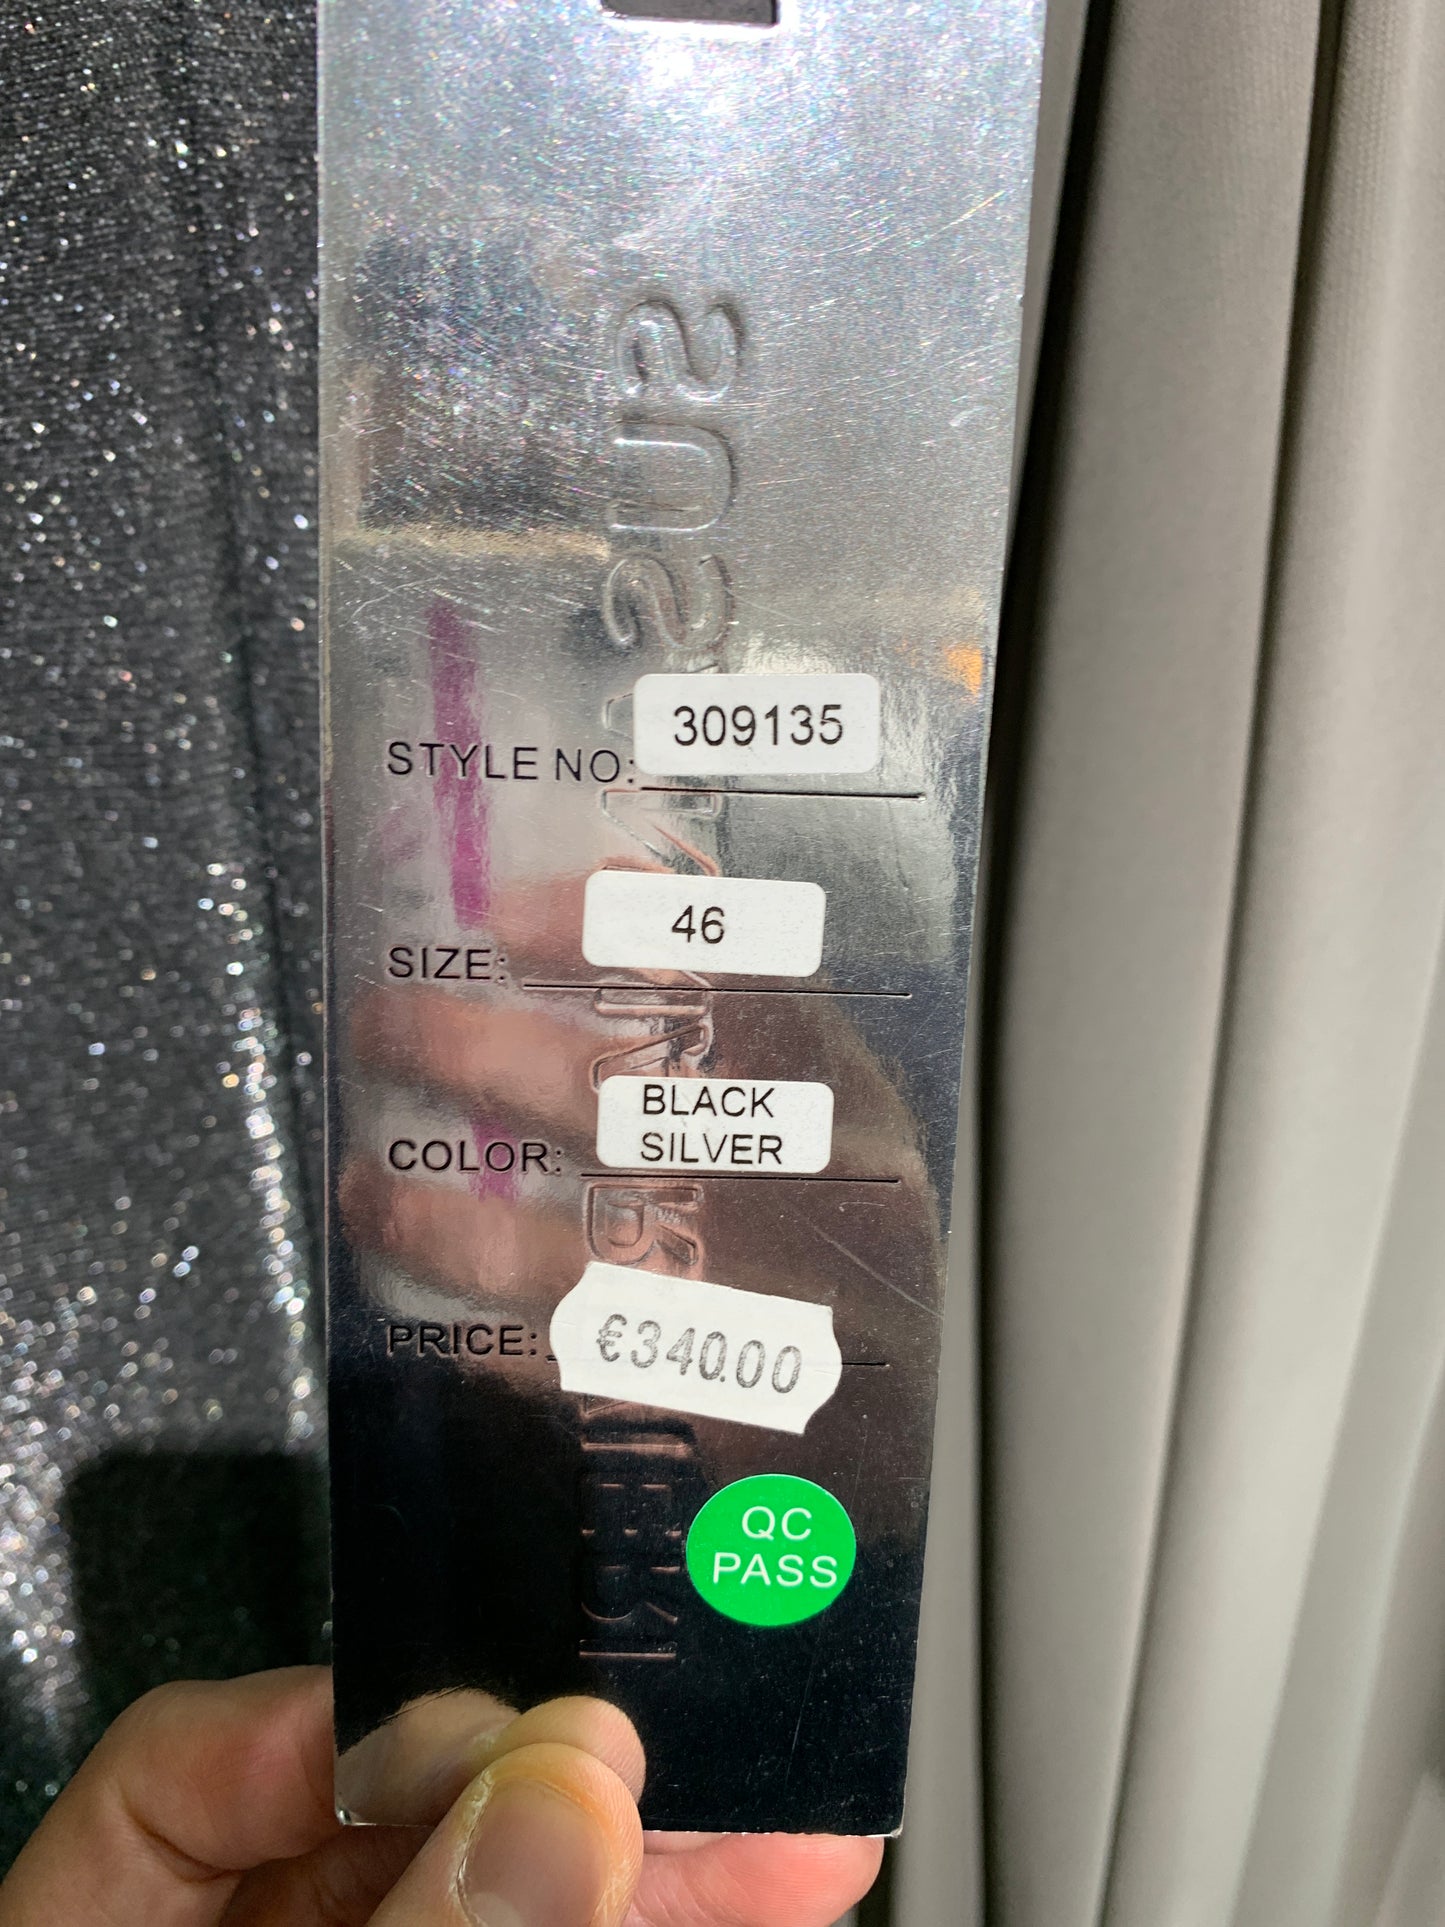 STYLE NO: 309135
SIZE: 46
COLOR: BLACK
SILVER
PRICE: €340.00
QC
PASS